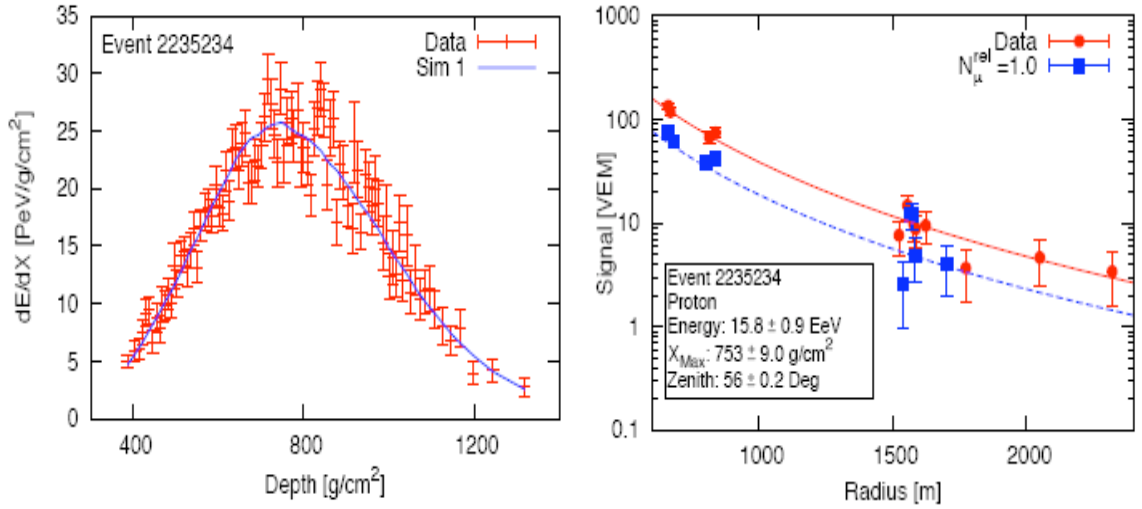 35
30
25
20
15
10
5
0
dE/dX [PeV/g/cm²]
Event 2235234
Data
Sim 1
400
800
1200
Depth [g/cm²]
1000
100
10
1
0.1
Signal [VEM]
Data
N_μ^rel =1.0
Event 2235234
Proton
Energy: 15.8 ± 0.9 EeV
X_Max: 753 ± 9.0 g/cm²
Zenith: 56 ± 0.2 Deg
1000
1500
2000
Radius [m]